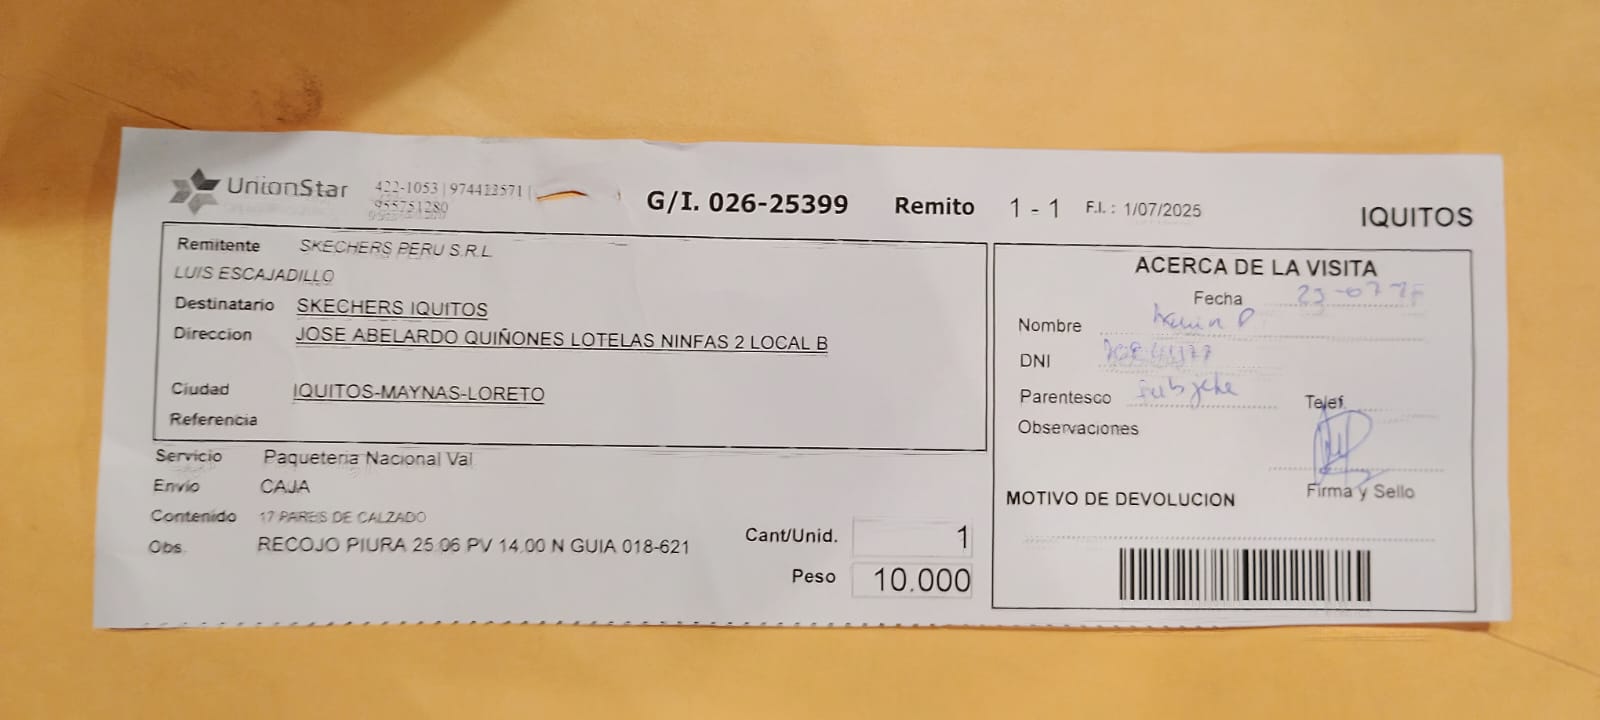 UnionStar
422-1053 | 974413571 |
955751280
G/I. 026-25399 Remito 1 - 1 F.I. : 1/07/2025
IQUITOS
Remitente SKECHERS PERU S.R.L
LUIS ESCAJADILLO
Destinatario SKECHERS IQUITOS
Direccion JOSE ABELARDO QUIÑONES LOTELAS NINFAS 2 LOCAL B
Ciudad IQUITOS-MAYNAS-LORETO
Referencia
Servicio Paqueteria Nacional Val
Envio CAJA
Contenido 17 PARES DE CALZADO
Obs. RECOJO PIURA 25.06 PV 14.00 N GUIA 018-621
Cant/Unid. 1
Peso 10.000
ACERCA DE LA VISITA
Fecha
Nombre
DNI
Parentesco
Telef.
Observaciones
Firma y Sello
MOTIVO DE DEVOLUCION